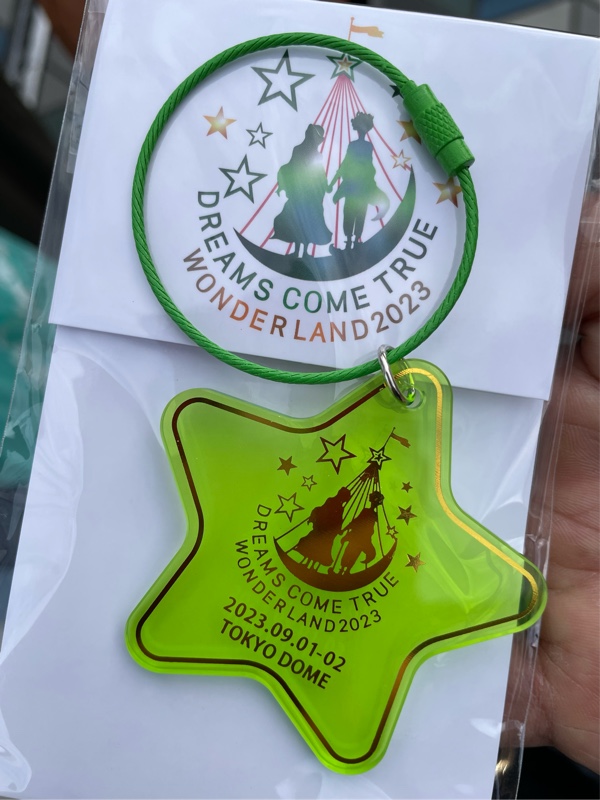 DREAMS COME TRUE
WONDERLAND2023
DREAMS COME TRUE
WONDERLAND2023
2023.09.01-02
TOKYO DOME